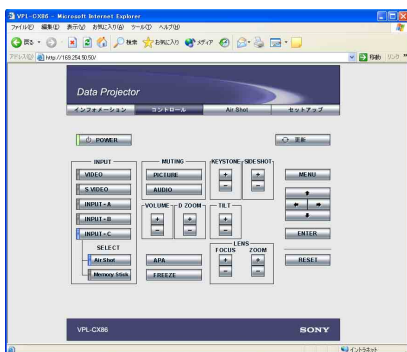 VPL-CX86 - Microsoft Internet Explorer
ファイル(F) 編集(E) 表示(V) お気に入り(A) ツール(T) ヘルプ(H)
戻る 検索 お気に入り メディア
アドレス(D) http://169.254.50.50/ 移動 リンク
Data Projector
インフォメーション コントロール Air Shot セットアップ
POWER 更新
INPUT MUTING KEYSTONE SIDE SHOT
VIDEO PICTURE + + MENU
S VIDEO AUDIO - -
INPUT-A VOLUME D ZOOM TILT
INPUT-B + + +
INPUT-C - - - ENTER
SELECT LENS
FOCUS ZOOM
Air Shot APA + + RESET
Memory Stick FREEZE - -
VPL-CX86 SONY
イントラネット